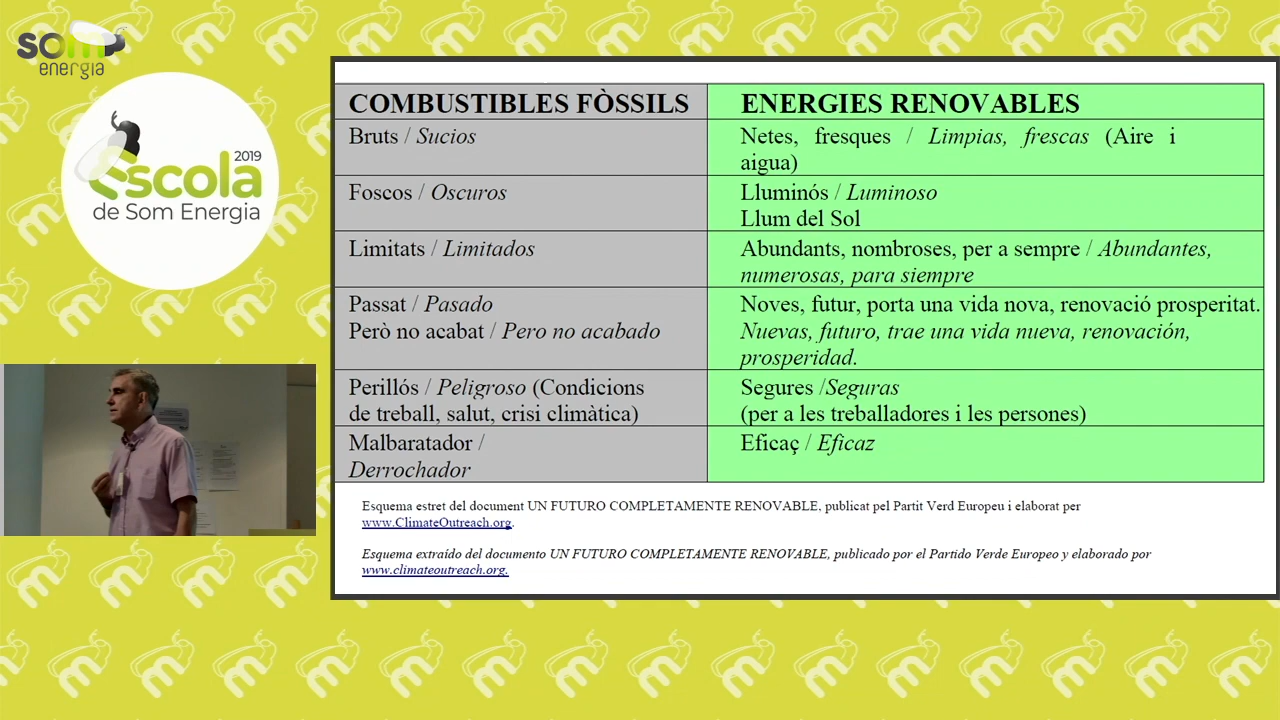 som
energia
2019
Escola
de Som Energia
COMBUSTIBLES FÒSSILS
ENERGIES RENOVABLES
Bruts / Sucios
Netes, fresques / Limpias, frescas (Aire i
aigua)
Foscos / Oscuros
Lluminós / Luminoso
Llum del Sol
Limitats / Limitados
Abundants, nombroses, per a sempre / Abundantes,
numerosas, para siempre
Passat / Pasado
Però no acabat / Pero no acabado
Noves, futur, porta una vida nova, renovació prosperitat.
Nuevas, futuro, trae una vida nueva, renovación,
prosperidad.
Perillós / Peligroso (Condicions
de treball, salut, crisi climàtica)
Segures /Seguras
(per a les treballadores i les persones)
Malbaratador /
Derrochador
Eficaç / Eficaz
Esquema estret del document UN FUTURO COMPLETAMENTE RENOVABLE, publicat pel Partit Verd Europeu i elaborat per
www.ClimateOutreach.org.
Esquema extraído del documento UN FUTURO COMPLETAMENTE RENOVABLE, publicado por el Partido Verde Europeo y elaborado por
www.climateoutreach.org.